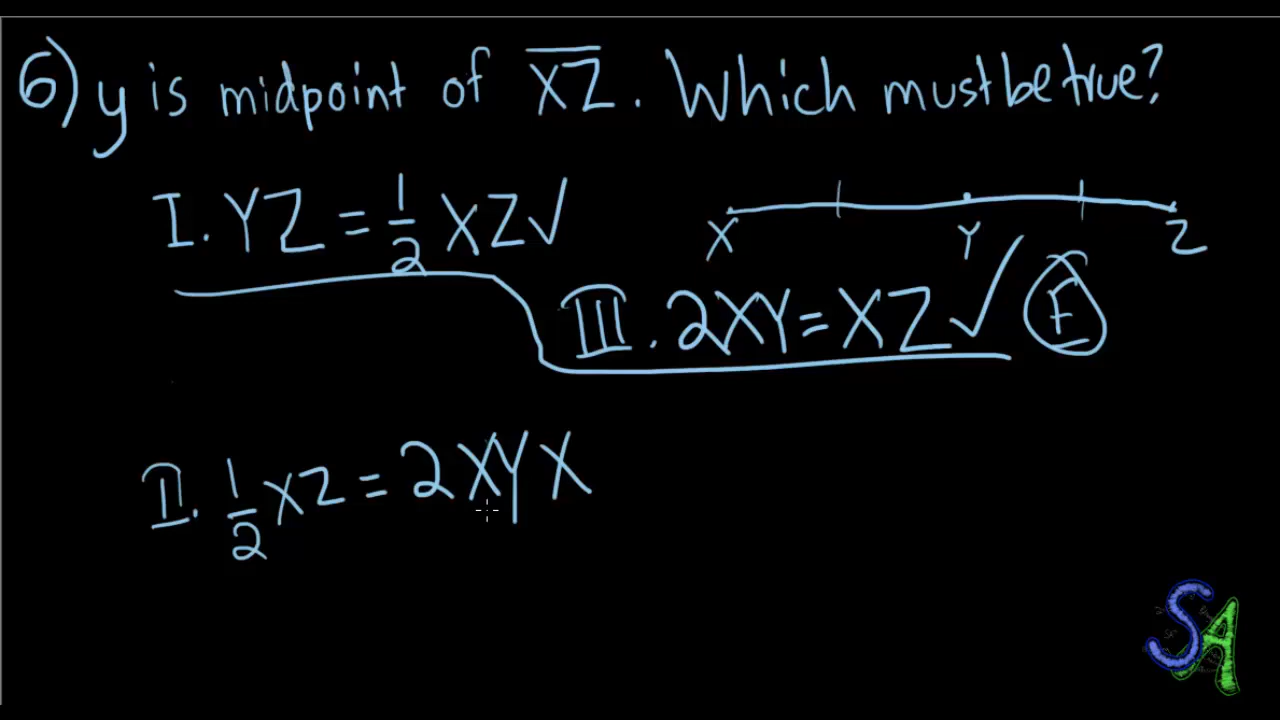 6) y is midpoint of XZ. Which must be true?
I. YZ = 1/2 XZ ✓
X Y Z
III. 2XY = XZ ✓ E
II. 1/2 XZ = 2XY X
SA